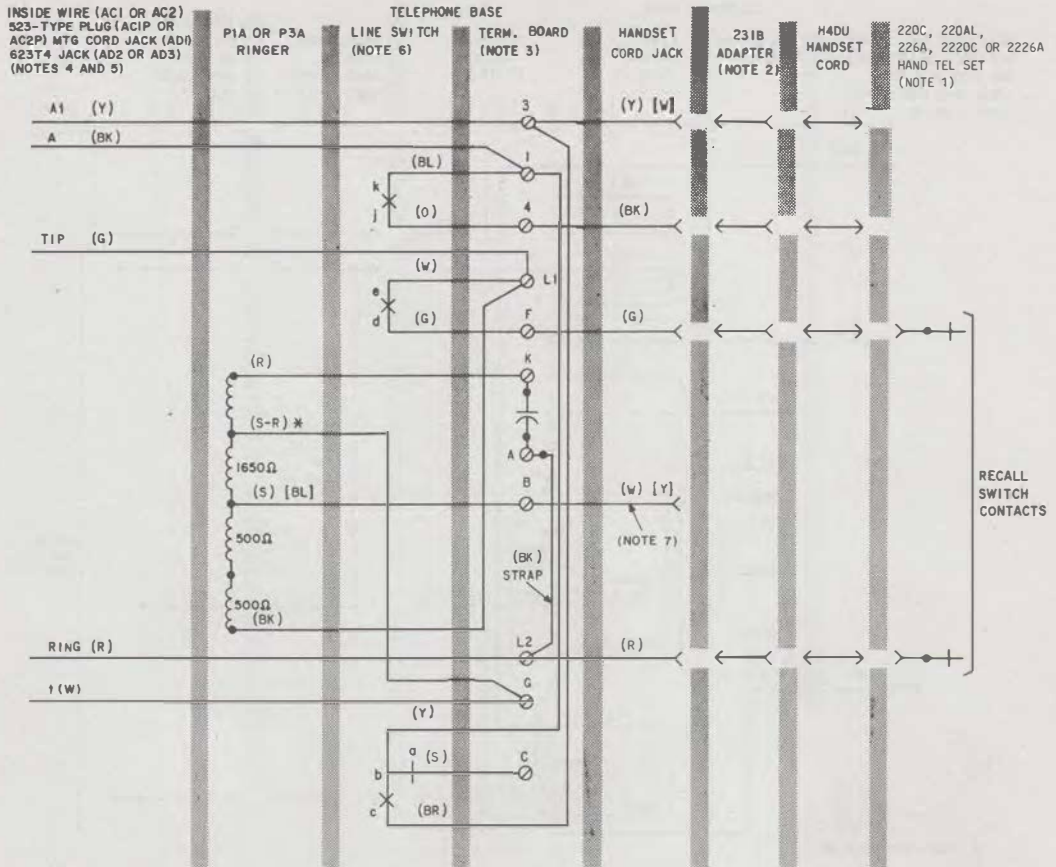 INSIDE WIRE (AC1 OR AC2)
523-TYPE PLUG (AC1P OR
AC2P) MTG CORD JACK (AD1)
623T4 JACK (AD2 OR AD3)
(NOTES 4 AND 5)
P1A OR P3A
RINGER
TELEPHONE BASE
LINE SWITCH
(NOTE 6)
TERM. BOARD
(NOTE 3)
HANDSET
CORD JACK
231B
ADAPTER
(NOTE 2)
H4DU
HANDSET
CORD
220C, 220AL,
226A, 2220C OR 2226A
HAND TEL SET
(NOTE 1)
A1 (Y)
3
(Y) [W]
A (BK)
(BL)
1
k
j
(O)
4
(BK)
TIP (G)
(W)
L1
e
d
(G)
F
(G)
(R)
K
(S-R) *
A
1650Ω
(S) [BL]
B
(W) [Y]
RECALL
SWITCH
CONTACTS
500Ω
(NOTE 7)
(BK)
STRAP
500Ω
(BK)
RING (R)
L2
(R)
t (W)
G
(Y)
a
(S)
C
b
c
(BR)